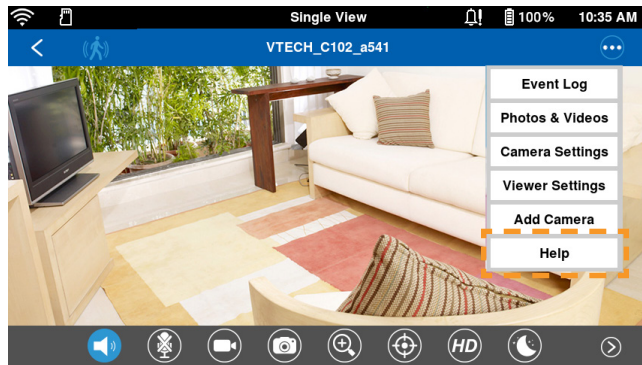 Single View
100%
10:35 AM
VTECH_C102_a541
Event Log
Photos & Videos
Camera Settings
Viewer Settings
Add Camera
Help
HD